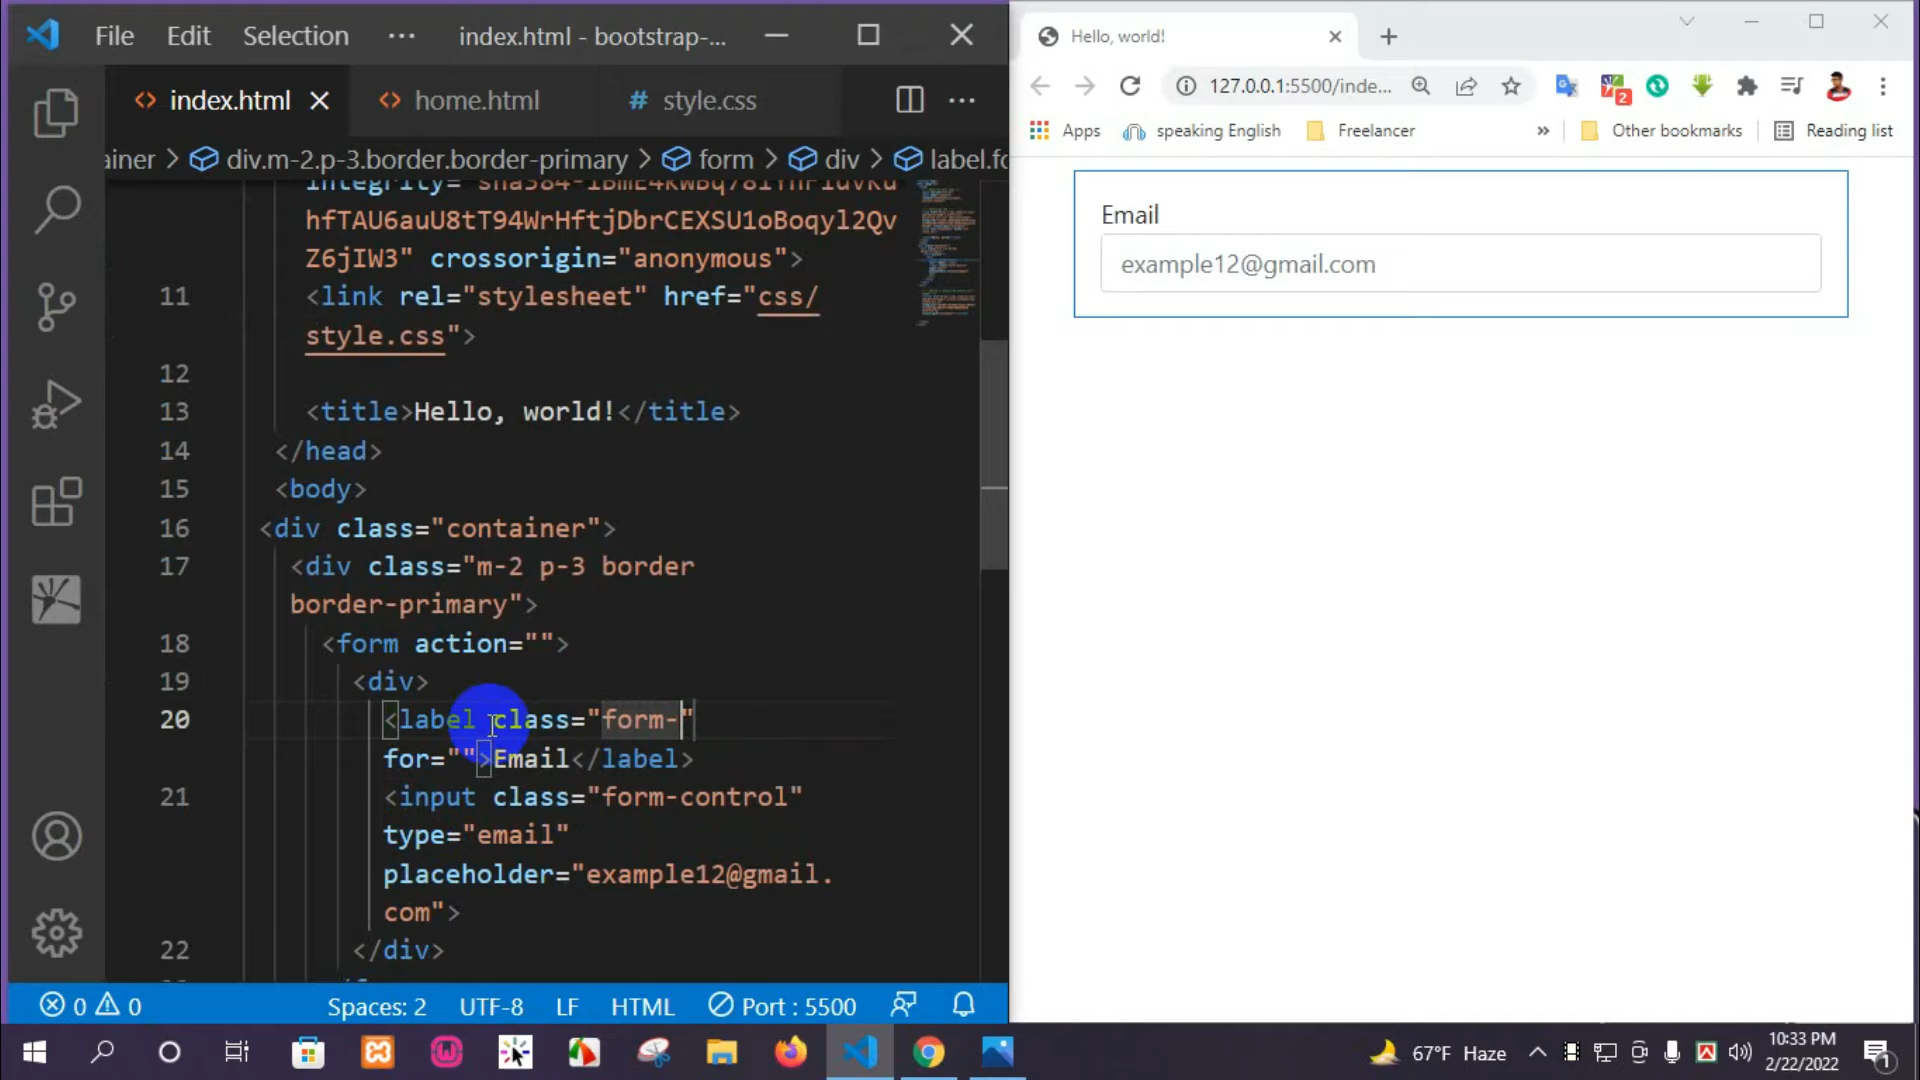 File Edit Selection ··· index.html - bootstrap-...
index.html home.html # style.css ···
ainer > div.m-2.p-3.border.border-primary > form > div > label.fo
hfTAU6auU8tT94WrHftjDbrCEXSU1oBoqyl2Qv
Z6jIW3" crossorigin="anonymous">
11 <link rel="stylesheet" href="css/
style.css">
12
13 <title>Hello, world!</title>
14 </head>
15 <body>
16 <div class="container">
17 <div class="m-2 p-3 border
border-primary">
18 <form action="">
19 <div>
20 <label class="form-"
for="">Email</label>
21 <input class="form-control"
type="email"
placeholder="example12@gmail.
com">
22 </div>
0 0 Spaces: 2 UTF-8 LF HTML Port : 5500
Hello, world!
127.0.0.1:5500/inde... 2
Apps speaking English Freelancer » Other bookmarks Reading list
Email
example12@gmail.com
67°F Haze 10:33 PM
2/22/2022 1